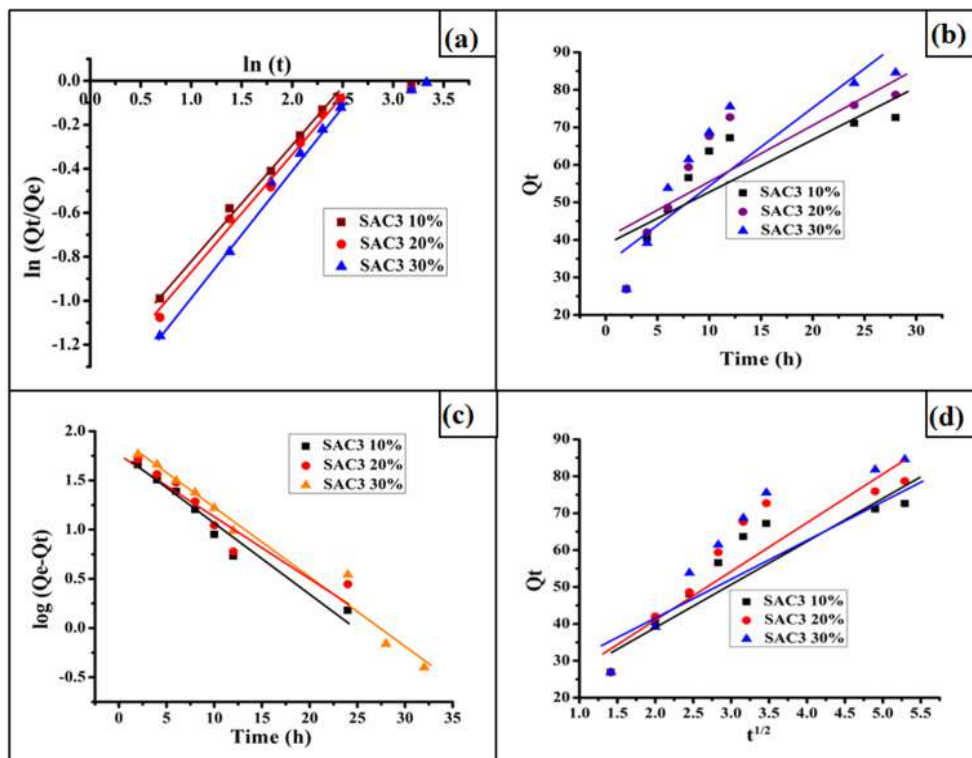 (a)
ln (t)
0.0 0.5 1.0 1.5 2.0 2.5 3.0 3.5
0.0
-0.2
-0.4
-0.6
-0.8
-1.0
-1.2
ln (Qt/Qe)
SAC3 10%
SAC3 20%
SAC3 30%
(b)
Qt
90
80
70
60
50
40
30
20
SAC3 10%
SAC3 20%
SAC3 30%
0 5 10 15 20 25 30
Time (h)
(c)
log (Qe-Qt)
2.0
1.5
1.0
0.5
0.0
-0.5
SAC3 10%
SAC3 20%
SAC3 30%
0 5 10 15 20 25 30 35
Time (h)
(d)
Qt
90
80
70
60
50
40
30
20
SAC3 10%
SAC3 20%
SAC3 30%
1.0 1.5 2.0 2.5 3.0 3.5 4.0 4.5 5.0 5.5
t1/2